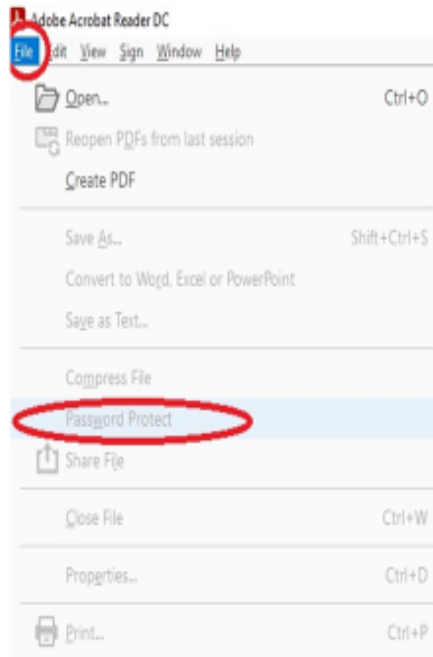 Adobe Acrobat Reader DC
File Edit View Sign Window Help
Open... Ctrl+O
Reopen PDFs from last session
Create PDF
Save As... Shift+Ctrl+S
Convert to Word, Excel or PowerPoint
Save as Text...
Compress File
Password Protect
Share File
Close File Ctrl+W
Properties... Ctrl+D
Print... Ctrl+P